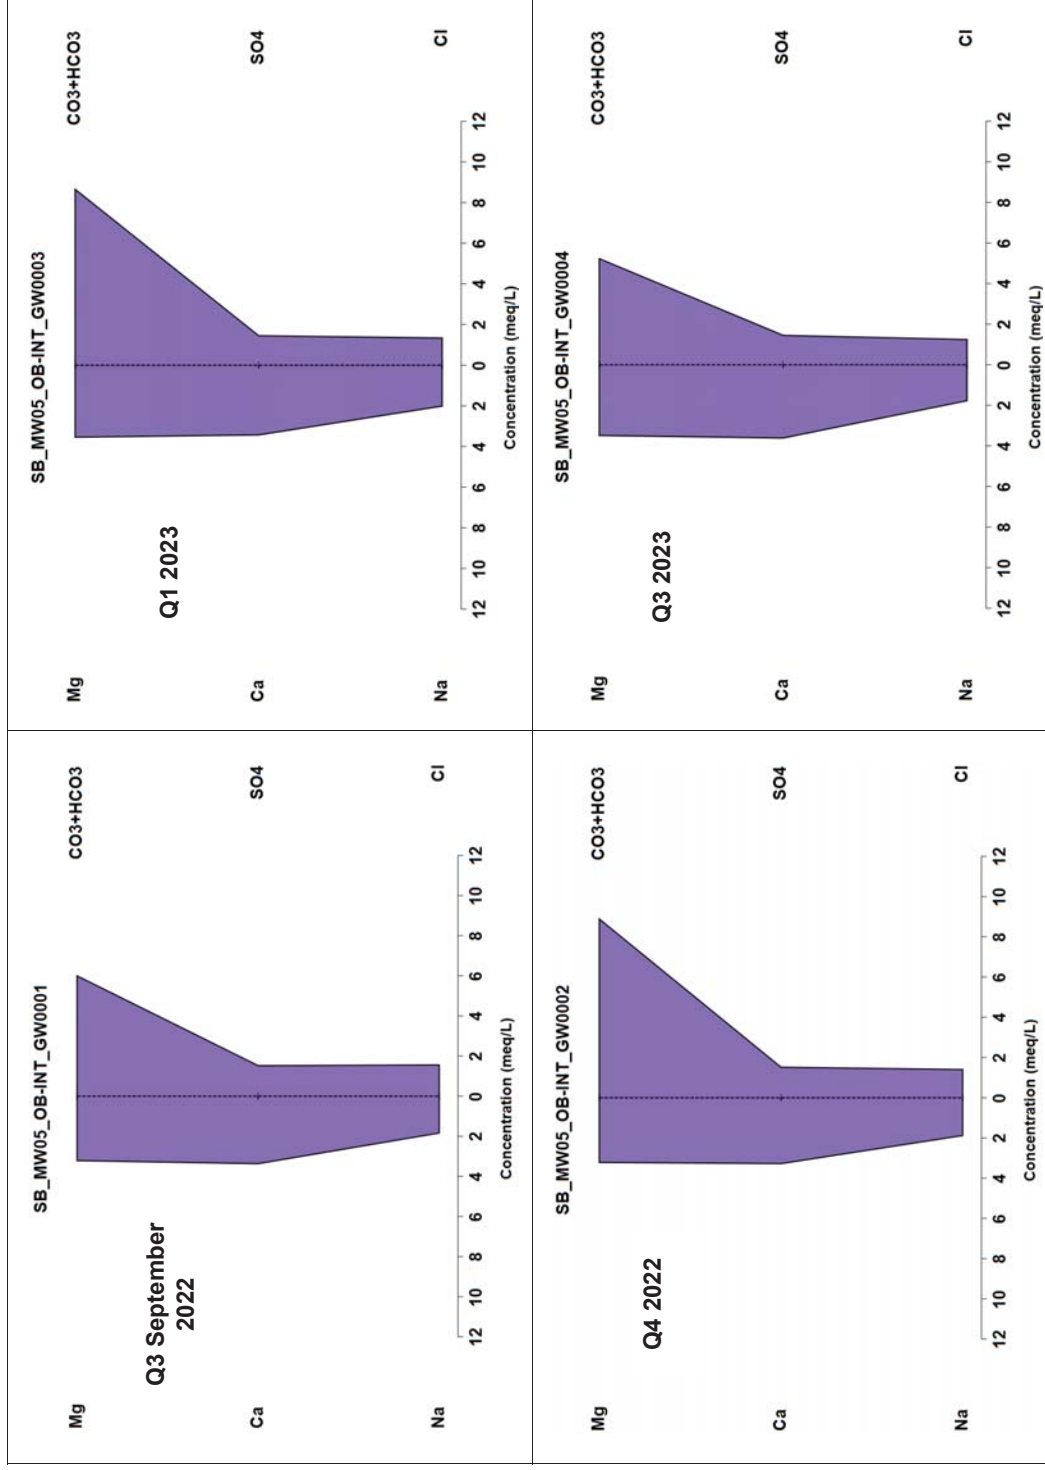 SB_MW05_OB-INT_GW0001
Mg CO3+HCO3
Q3 September
2022
Ca SO4
Na Cl
12 10 8 6 4 2 0 2 4 6 8 10 12
Concentration (meq/L)
SB_MW05_OB-INT_GW0003
Mg CO3+HCO3
Q1 2023
Ca SO4
Na Cl
12 10 8 6 4 2 0 2 4 6 8 10 12
Concentration (meq/L)
SB_MW05_OB-INT_GW0002
Mg CO3+HCO3
Q4 2022
Ca SO4
Na Cl
12 10 8 6 4 2 0 2 4 6 8 10 12
Concentration (meq/L)
SB_MW05_OB-INT_GW0004
Mg CO3+HCO3
Q3 2023
Ca SO4
Na Cl
12 10 8 6 4 2 0 2 4 6 8 10 12
Concentration (meq/L)